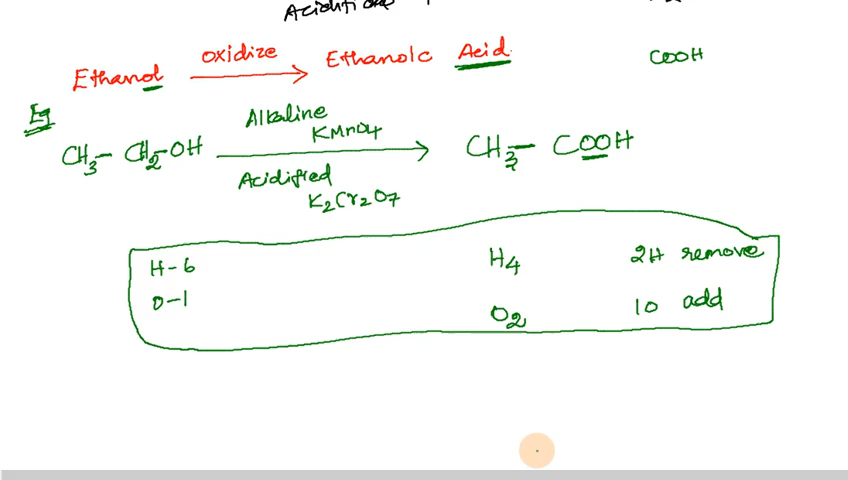 Ethanol oxidize Ethanoic Acid. COOH
Eg
CH3 - CH2 - OH Alkaline KMnO4 CH3 - COOH
Acidified K2Cr2O7
H-6 H4 2H remove
O-1 O2 1O add